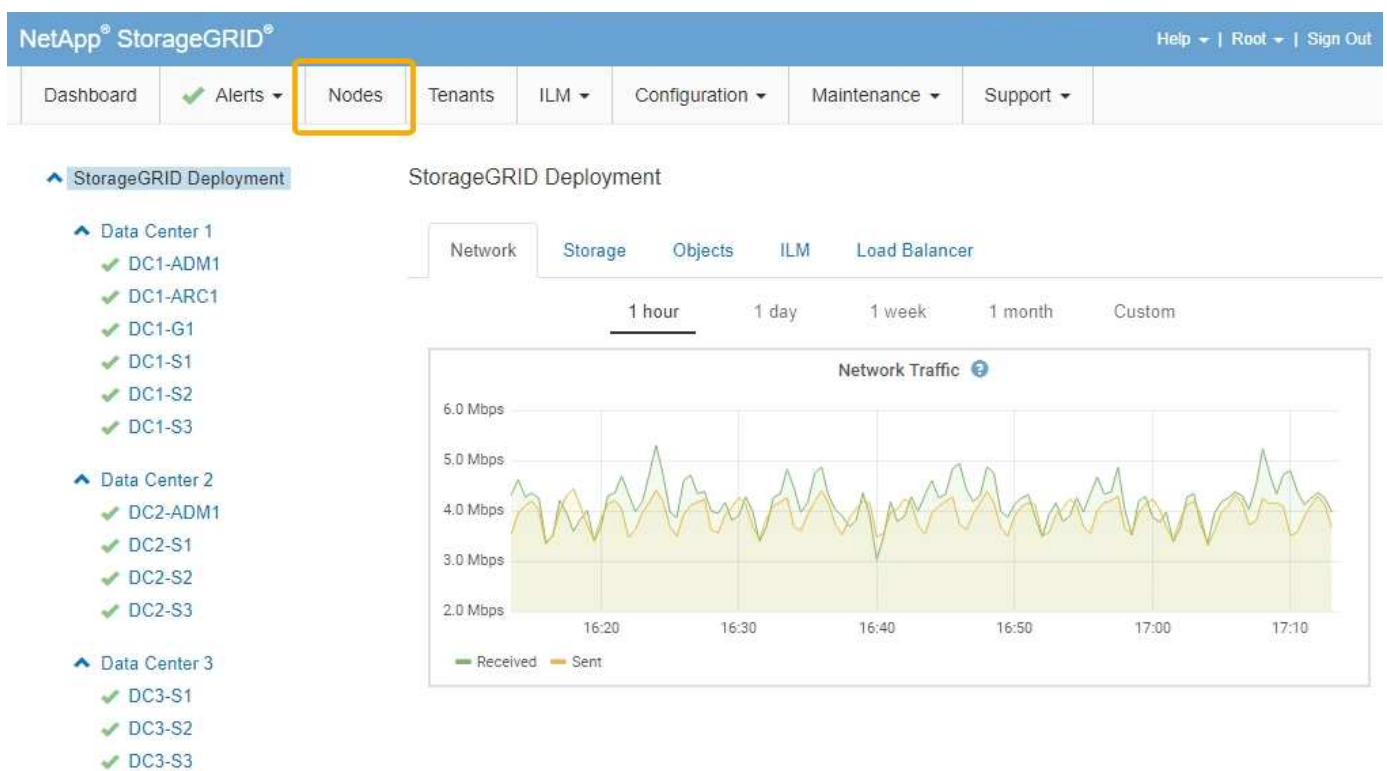 NetApp® StorageGRID®
Help | Root | Sign Out
Dashboard Alerts Nodes Tenants ILM Configuration Maintenance Support
StorageGRID Deployment
Data Center 1
DC1-ADM1
DC1-ARC1
DC1-G1
DC1-S1
DC1-S2
DC1-S3
Data Center 2
DC2-ADM1
DC2-S1
DC2-S2
DC2-S3
Data Center 3
DC3-S1
DC3-S2
DC3-S3
StorageGRID Deployment
Network Storage Objects ILM Load Balancer
1 hour 1 day 1 week 1 month Custom
Network Traffic ?
6.0 Mbps
5.0 Mbps
4.0 Mbps
3.0 Mbps
2.0 Mbps
16:20 16:30 16:40 16:50 17:00 17:10
Received Sent